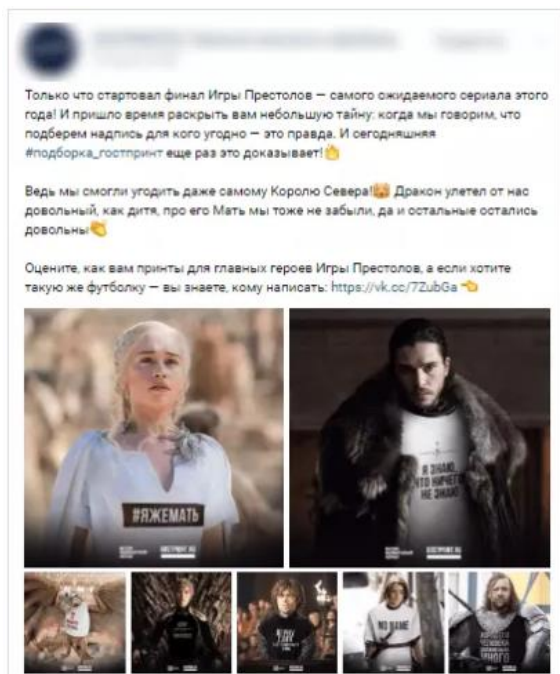 Только что стартовал финал Игры Престолов — самого ожидаемого сериала этого
года! И пришло время раскрыть вам небольшую тайну: когда мы говорим, что
подберем надпись для кого угодно — это правда. И сегодняшняя
#подборка_гостпринт еще раз это доказывает!
Ведь мы смогли угодить даже самому Королю Севера! Дракон улетел от нас
довольный, как дитя, про его Мать мы тоже не забыли, да и остальные остались
довольны
Оцените, как вам принты для главных героев Игры Престолов, а если хотите
такую же футболку — вы знаете, кому написать: https://vk.cc/7ZubGa
#ЯЖЕМАТЬ
Я ЗНАЮ,
ЧТО НИЧЕГО
НЕ ЗНАЮ
NO NAME
ХОРОШЕГО
ЧЕЛОВЕКА
МНОГО